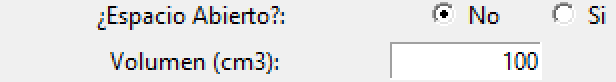 ¿Espacio Abierto?: No Si
Volumen (cm3): 100